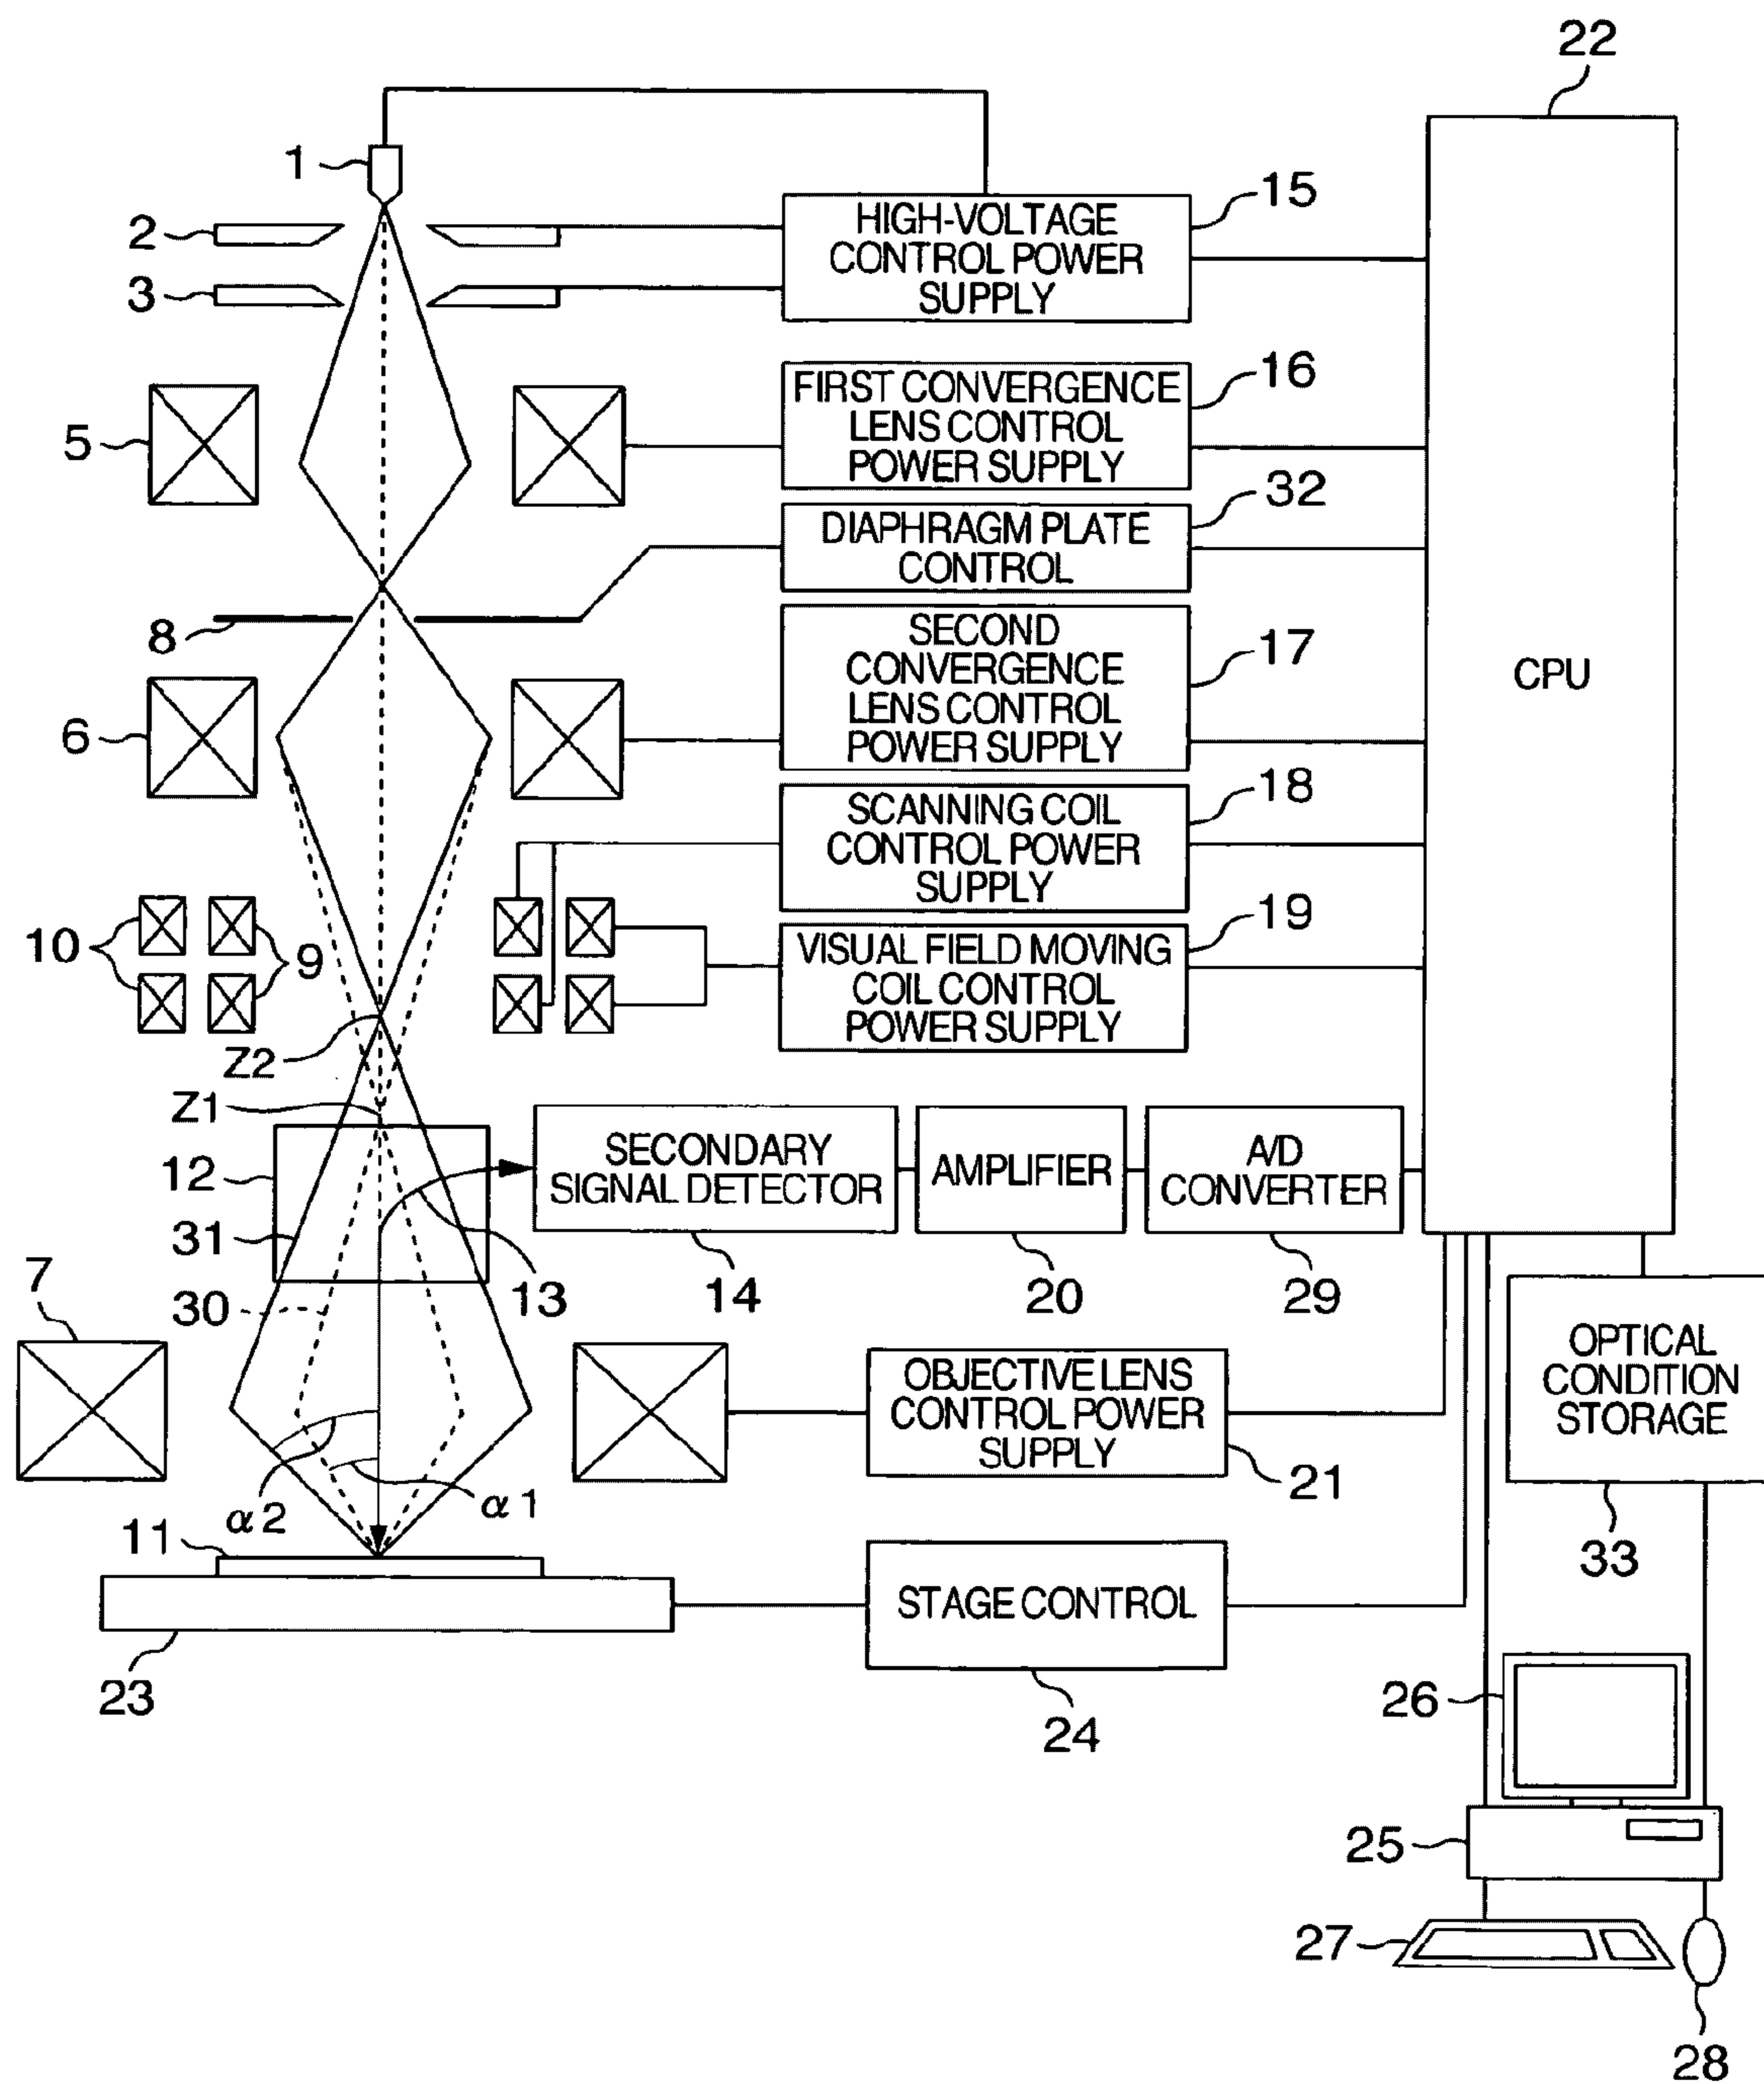 22
1
15
HIGH-VOLTAGE
CONTROL POWER
SUPPLY
2
3
16
FIRST CONVERGENCE
LENS CONTROL
POWER SUPPLY
5
32
DIAPHRAGM PLATE
CONTROL
8
17
SECOND
CONVERGENCE
LENS CONTROL
POWER SUPPLY
CPU
6
18
SCANNING COIL
CONTROL POWER
SUPPLY
19
10
9
VISUAL FIELD MOVING
COIL CONTROL
POWER SUPPLY
Z2
Z1
12
SECONDARY
SIGNAL DETECTOR
AMPLIFIER
A/D
CONVERTER
31
7
30
13
14
20
29
OPTICAL
CONDITION
STORAGE
OBJECTIVE LENS
CONTROL POWER
SUPPLY
21
α2
α1
11
33
STAGE CONTROL
23
24
26
25
27
28